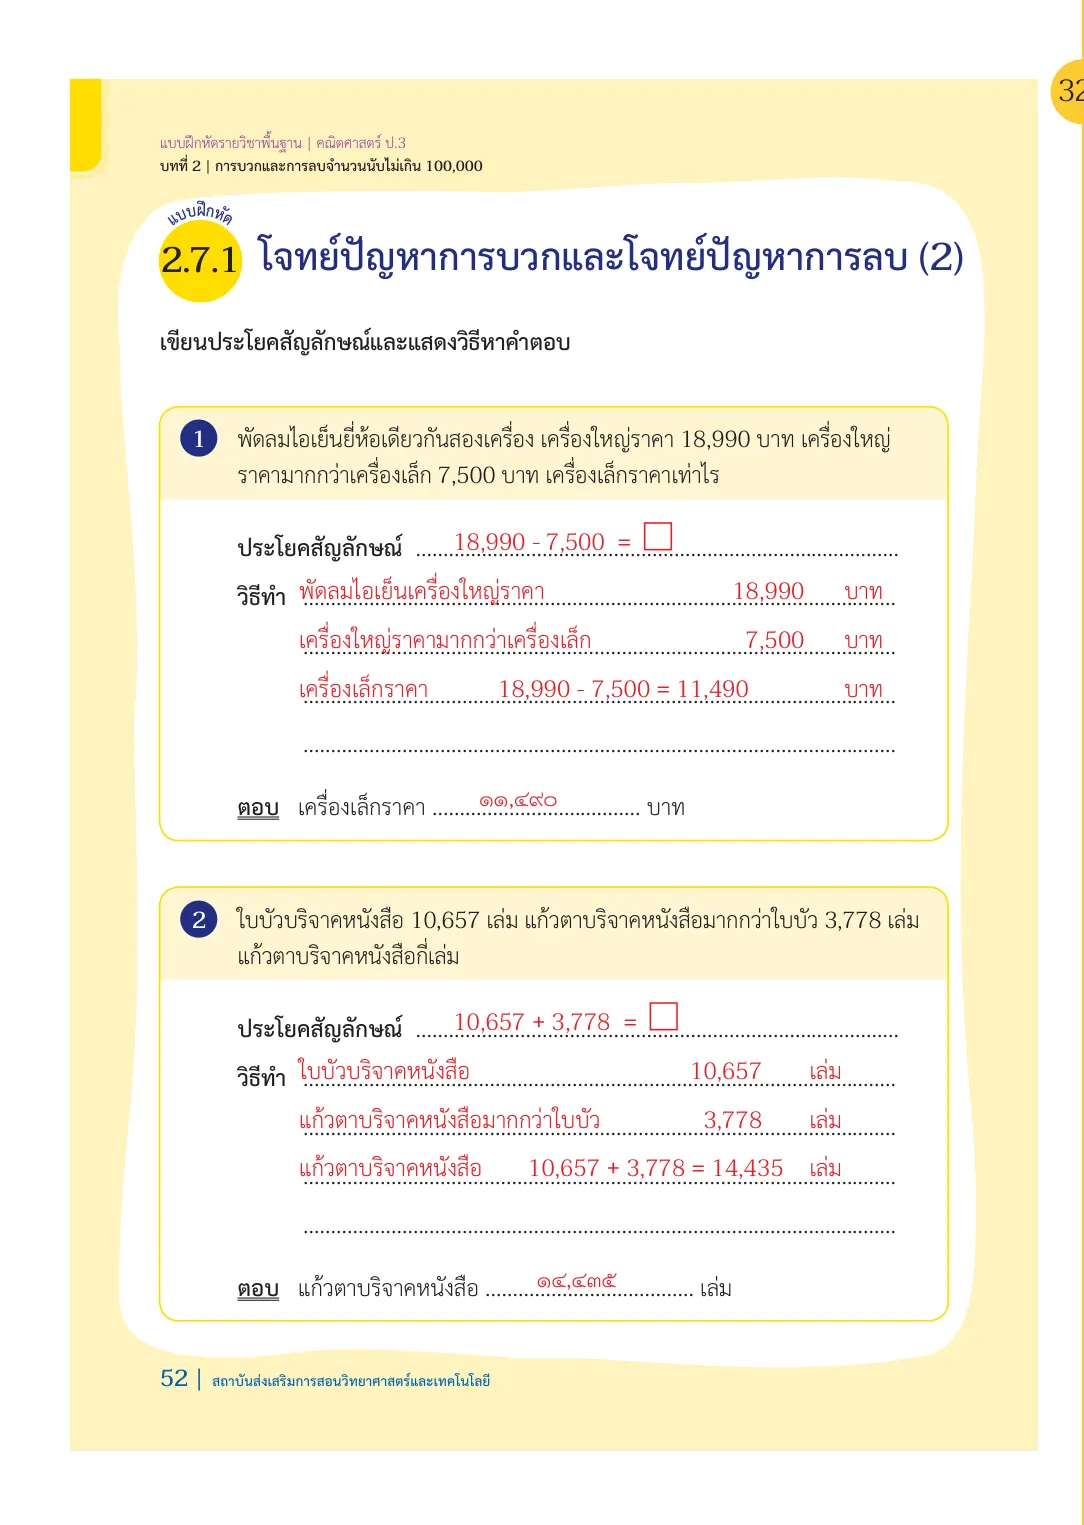 32
แบบฝึกหัดรายวิชาพื้นฐาน | คณิตศาสตร์ ป.3
บทที่ 2 | การบวกและการลบจำนวนนับไม่เกิน 100,000
แบบฝึกหัด
2.7.1 โจทย์ปัญหาการบวกและโจทย์ปัญหาการลบ (2)
เขียนประโยคสัญลักษณ์และแสดงวิธีหาคำตอบ
1 พัดลมไอเย็นยี่ห้อเดียวกันสองเครื่อง เครื่องใหญ่ราคา 18,990 บาท เครื่องใหญ่
ราคามากกว่าเครื่องเล็ก 7,500 บาท เครื่องเล็กราคาเท่าไร
ประโยคสัญลักษณ์ 18,990 - 7,500 = □
วิธีทำ พัดลมไอเย็นเครื่องใหญ่ราคา 18,990 บาท
เครื่องใหญ่ราคามากกว่าเครื่องเล็ก 7,500 บาท
เครื่องเล็กราคา 18,990 - 7,500 = 11,490 บาท
ตอบ เครื่องเล็กราคา ๑๑,๔๙๐ บาท
2 ใบบัวบริจาคหนังสือ 10,657 เล่ม แก้วตาบริจาคหนังสือมากกว่าใบบัว 3,778 เล่ม
แก้วตาบริจาคหนังสือกี่เล่ม
ประโยคสัญลักษณ์ 10,657 + 3,778 = □
วิธีทำ ใบบัวบริจาคหนังสือ 10,657 เล่ม
แก้วตาบริจาคหนังสือมากกว่าใบบัว 3,778 เล่ม
แก้วตาบริจาคหนังสือ 10,657 + 3,778 = 14,435 เล่ม
ตอบ แก้วตาบริจาคหนังสือ ๑๔,๔๓๕ เล่ม
52 | สถาบันส่งเสริมการสอนวิทยาศาสตร์และเทคโนโลยี